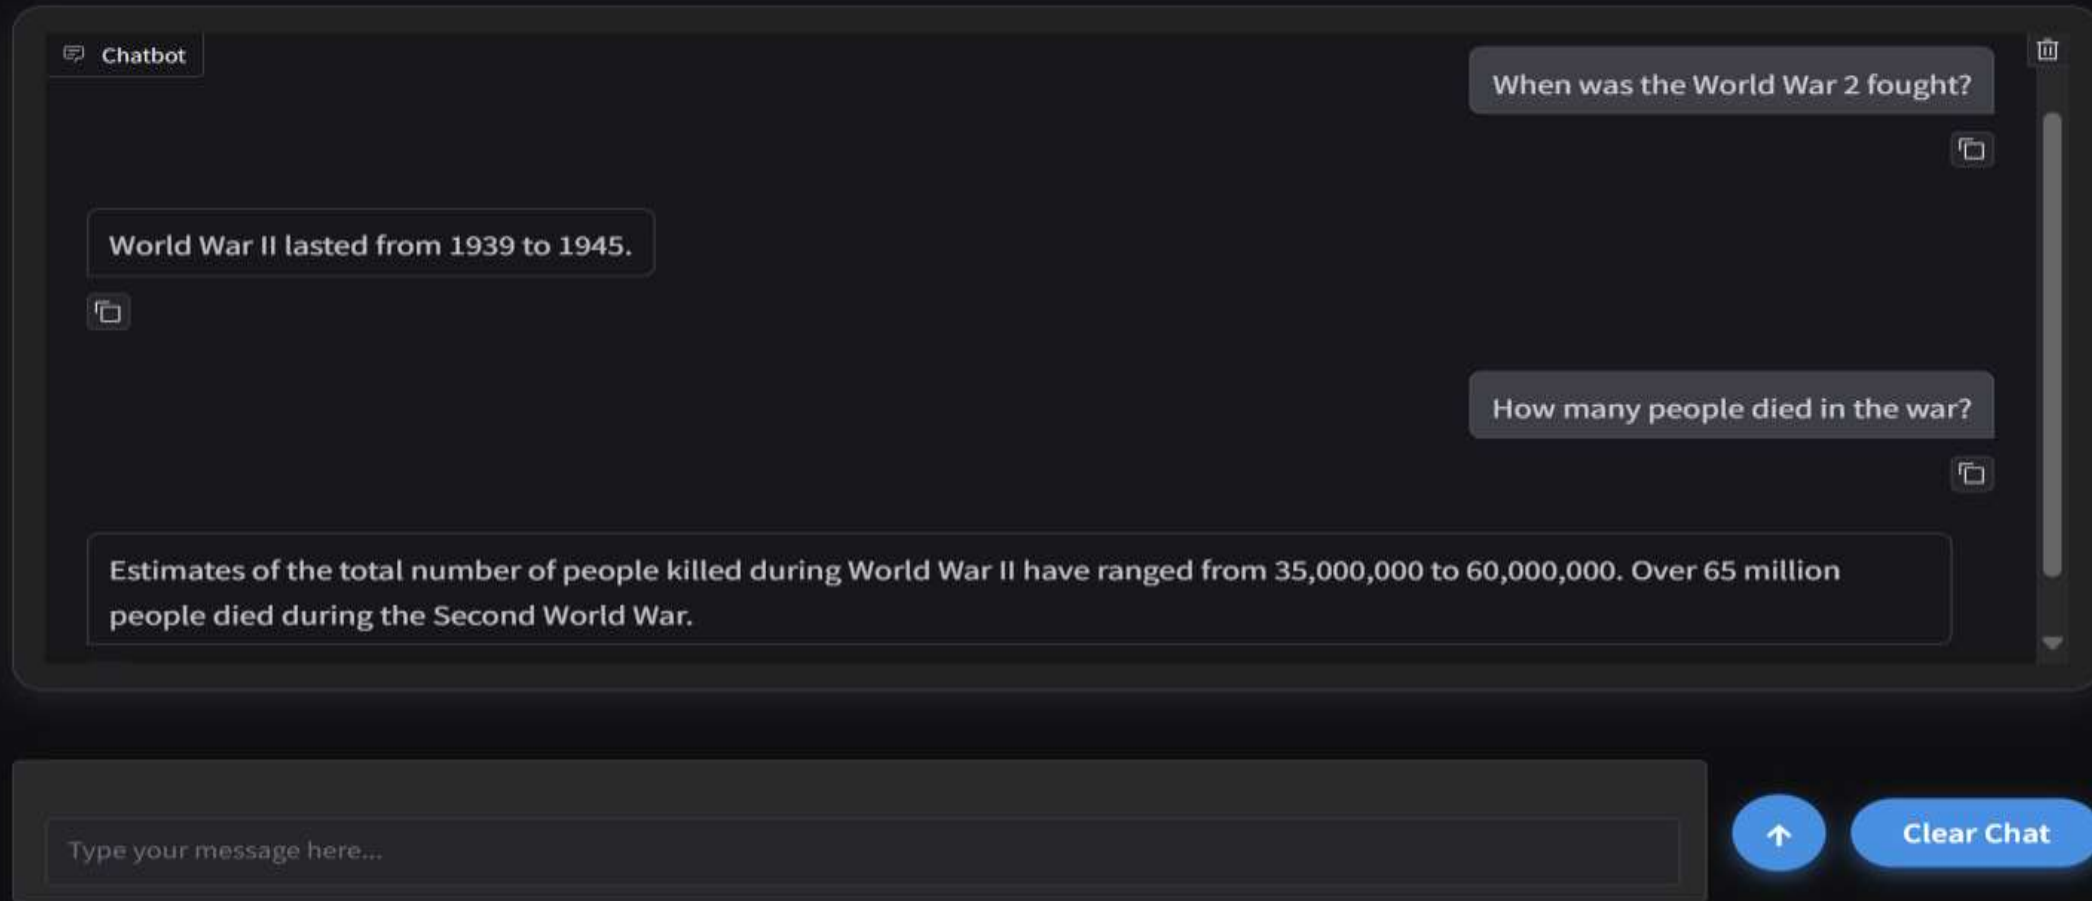 Chatbot
When was the World War 2 fought?
World War II lasted from 1939 to 1945.
How many people died in the war?
Estimates of the total number of people killed during World War II have ranged from 35,000,000 to 60,000,000. Over 65 million
people died during the Second World War.
Type your message here...
Clear Chat